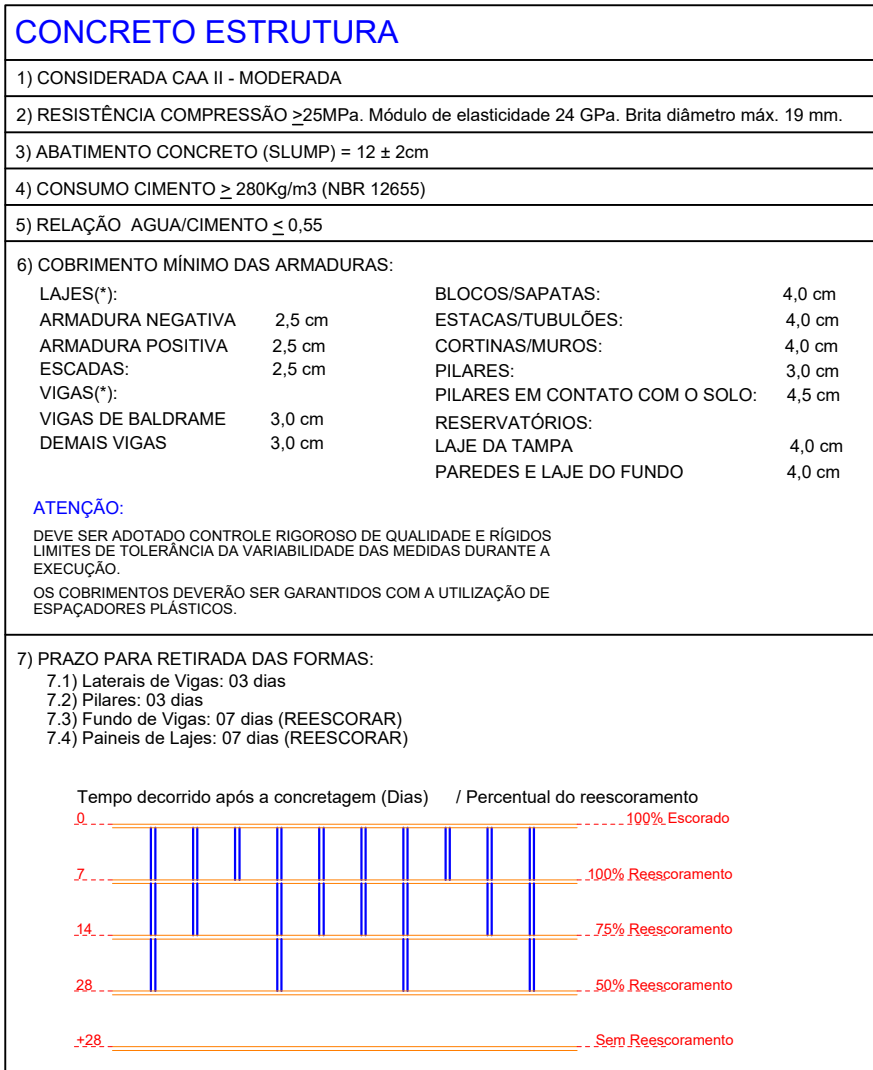 CONCRETO ESTRUTURA
1) CONSIDERADA CAA II - MODERADA
2) RESISTÊNCIA COMPRESSÃO ≥25MPa. Módulo de elasticidade 24 GPa. Brita diâmetro máx. 19 mm.
3) ABATIMENTO CONCRETO (SLUMP) = 12 ± 2cm
4) CONSUMO CIMENTO ≥ 280Kg/m3 (NBR 12655)
5) RELAÇÃO AGUA/CIMENTO ≤ 0,55
6) COBRIMENTO MÍNIMO DAS ARMADURAS:
LAJES(*):
ARMADURA NEGATIVA 2,5 cm
ARMADURA POSITIVA 2,5 cm
ESCADAS: 2,5 cm
VIGAS(*):
VIGAS DE BALDRAME 3,0 cm
DEMAIS VIGAS 3,0 cm
BLOCOS/SAPATAS: 4,0 cm
ESTACAS/TUBULÕES: 4,0 cm
CORTINAS/MUROS: 4,0 cm
PILARES: 3,0 cm
PILARES EM CONTATO COM O SOLO: 4,5 cm
RESERVATÓRIOS:
LAJE DA TAMPA 4,0 cm
PAREDES E LAJE DO FUNDO 4,0 cm
ATENÇÃO:
DEVE SER ADOTADO CONTROLE RIGOROSO DE QUALIDADE E RÍGIDOS
LIMITES DE TOLERÂNCIA DA VARIABILIDADE DAS MEDIDAS DURANTE A
EXECUÇÃO.
OS COBRIMENTOS DEVERÃO SER GARANTIDOS COM A UTILIZAÇÃO DE
ESPAÇADORES PLÁSTICOS.
7) PRAZO PARA RETIRADA DAS FORMAS:
7.1) Laterais de Vigas: 03 dias
7.2) Pilares: 03 dias
7.3) Fundo de Vigas: 07 dias (REESCORAR)
7.4) Paineis de Lajes: 07 dias (REESCORAR)
Tempo decorrido após a concretagem (Dias) / Percentual do reescoramento
0 100% Escorado
7 100% Reescoramento
14 75% Reescoramento
28 50% Reescoramento
+28 Sem Reescoramento